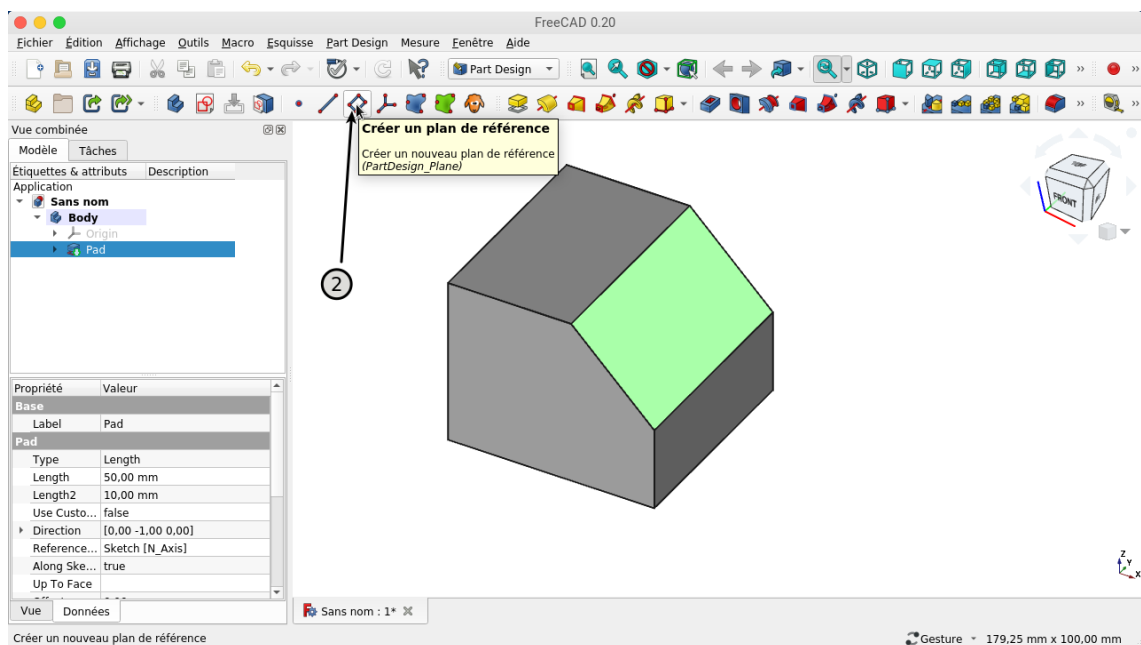 FreeCAD 0.20
Fichier Édition Affichage Outils Macro Esquisse Part Design Mesure Fenêtre Aide
Part Design
Vue combinée
Créer un plan de référence
Modèle Tâches
Créer un nouveau plan de référence
(PartDesign_Plane)
Étiquettes & attributs Description
Application
Sans nom
Body
Origin
Pad
FRONT
2
Z
Y
X
Propriété Valeur
Base
Label Pad
Pad
Type Length
Length 50,00 mm
Length2 10,00 mm
Use Custo... false
Direction [0,00 -1,00 0,00]
Reference... Sketch [N_Axis]
Along Ske... true
Up To Face
Vue Données
Sans nom : 1*
Créer un nouveau plan de référence
Gesture 179,25 mm x 100,00 mm